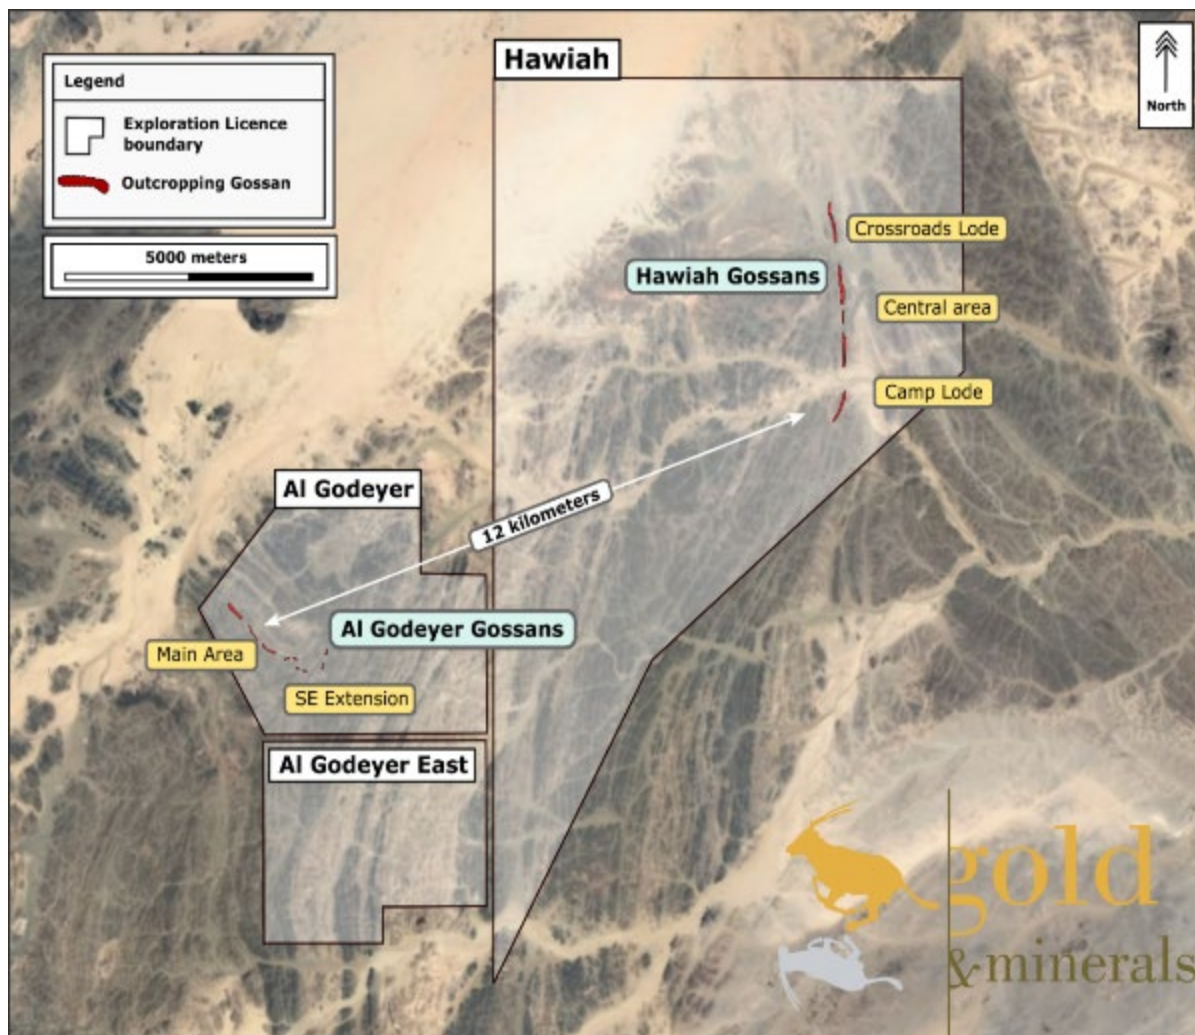 Hawiah
North
Legend
Exploration Licence
boundary
Outcropping Gossan
5000 meters
Crossroads Lode
Hawiah Gossans
Central area
Camp Lode
Al Godeyer
12 kilometers
Al Godeyer Gossans
Main Area
SE Extension
Al Godeyer East
gold
&minerals